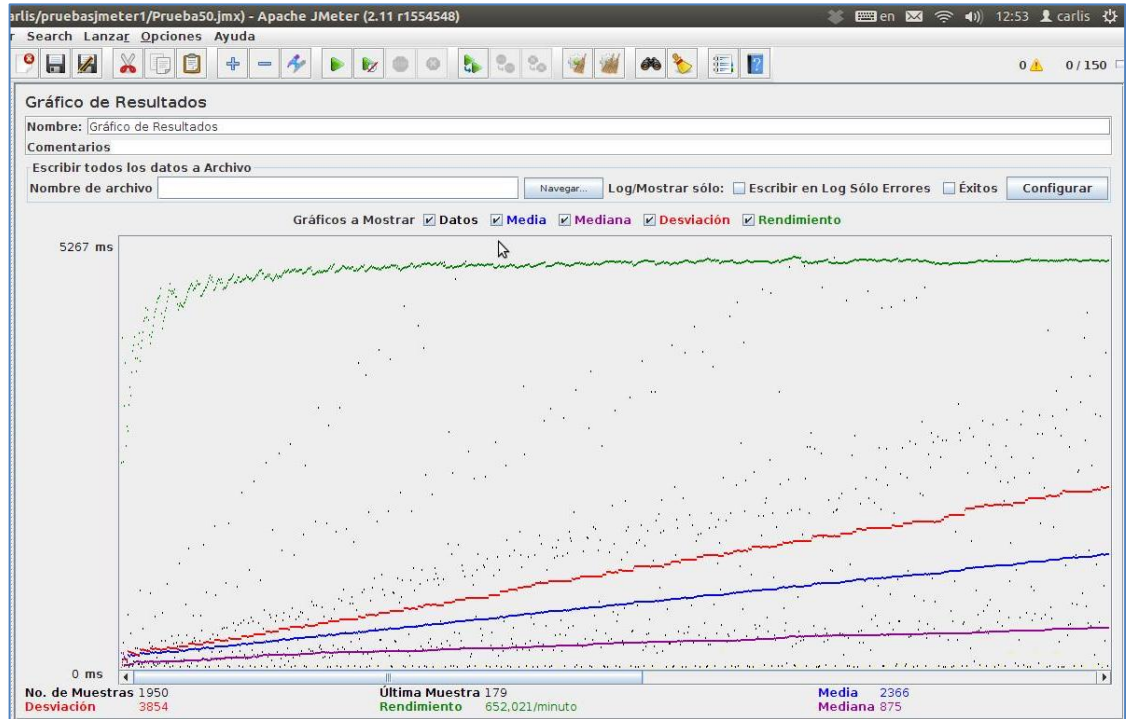 arlis/pruebasjmeter1/Prueba50.jmx) - Apache JMeter (2.11 r1554548) en 12:53 carlis
r Search Lanzar Opciones Ayuda
0 0 / 150
Gráfico de Resultados
Nombre: Gráfico de Resultados
Comentarios
Escribir todos los datos a Archivo
Nombre de archivo Navegar... Log/Mostrar sólo: Escribir en Log Sólo Errores Éxitos Configurar
Gráficos a Mostrar Datos Media Mediana Desviación Rendimiento
5267 ms
0 ms
No. de Muestras 1950 Última Muestra 179 Media 2366
Desviación 3854 Rendimiento 652,021/minuto Mediana 875